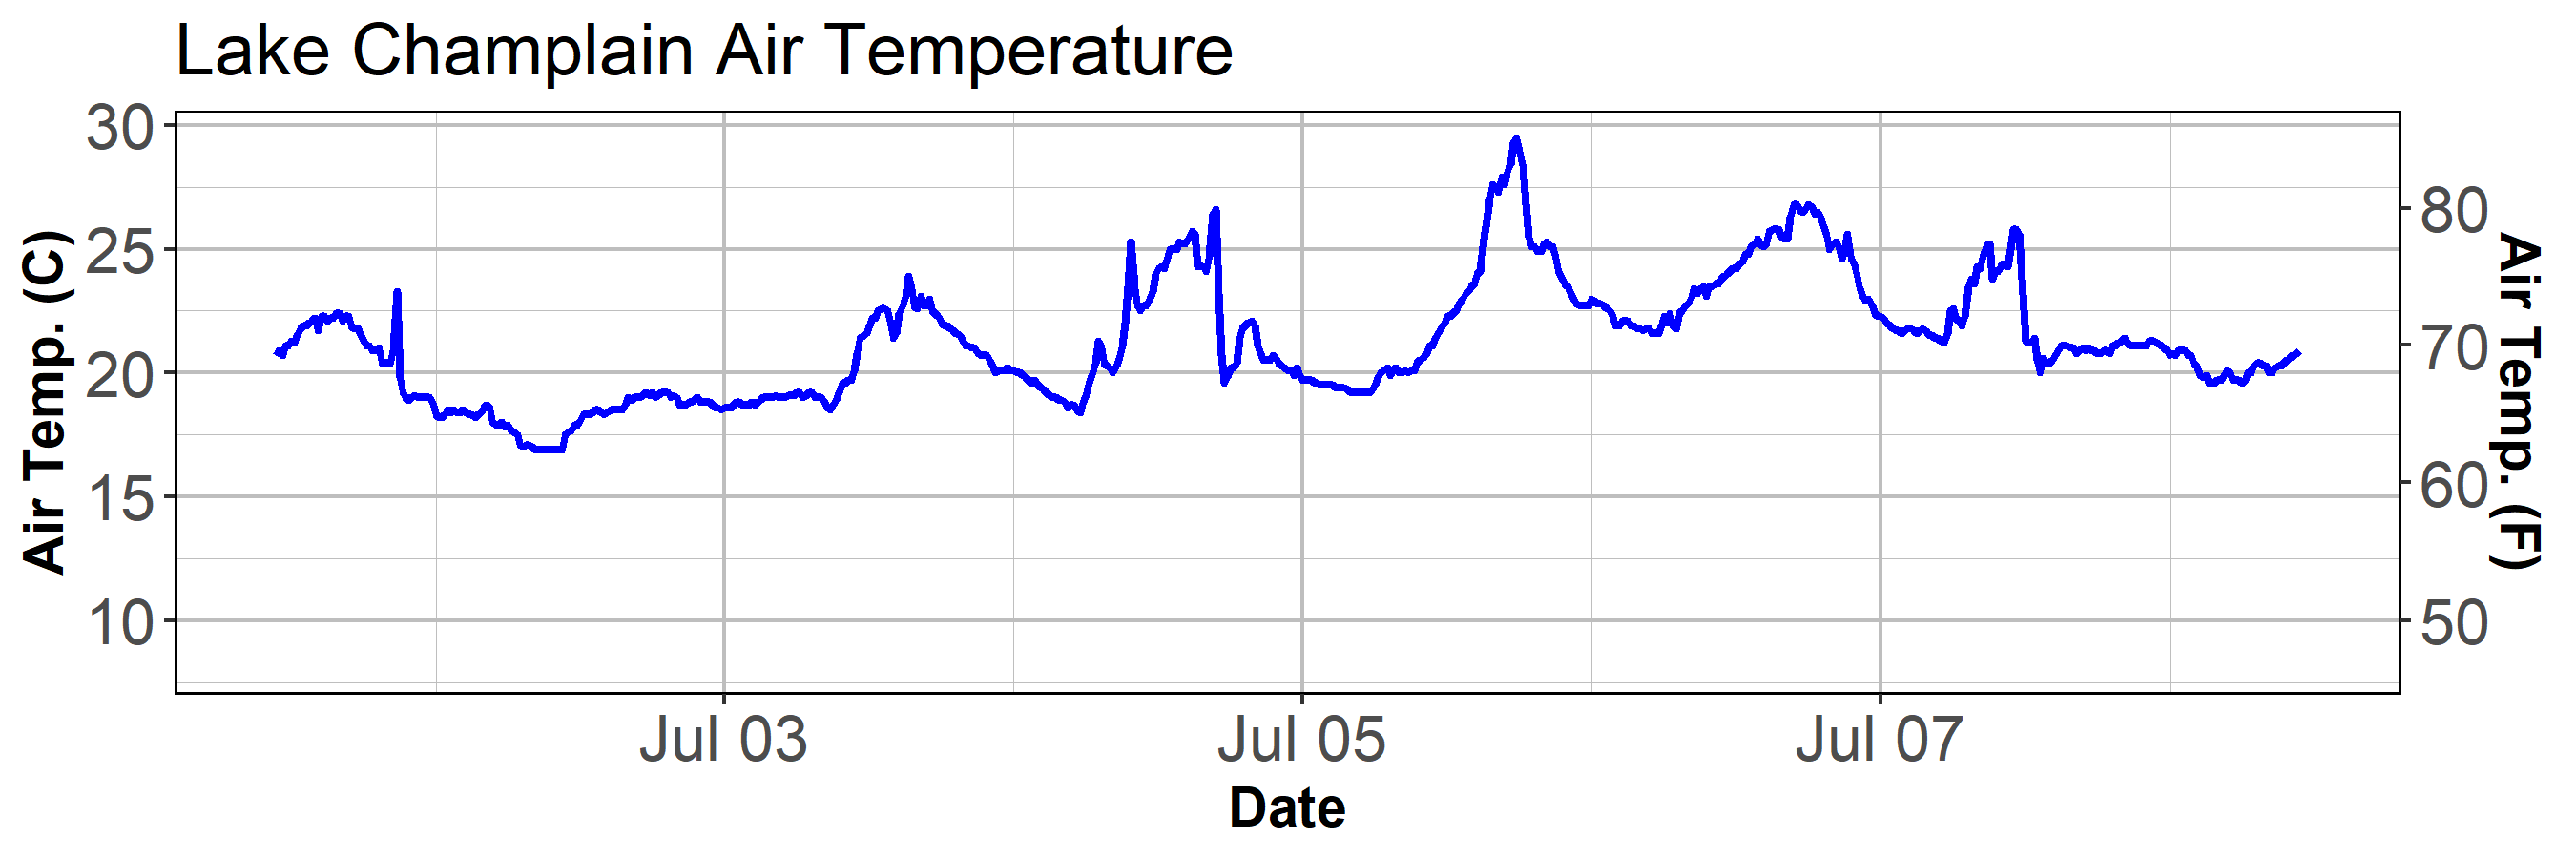 Lake Champlain Air Temperature
30
25
20
15
10
Air Temp. (C)
80
70
60
50
Air Temp. (F)
Jul 03
Jul 05
Jul 07
Date